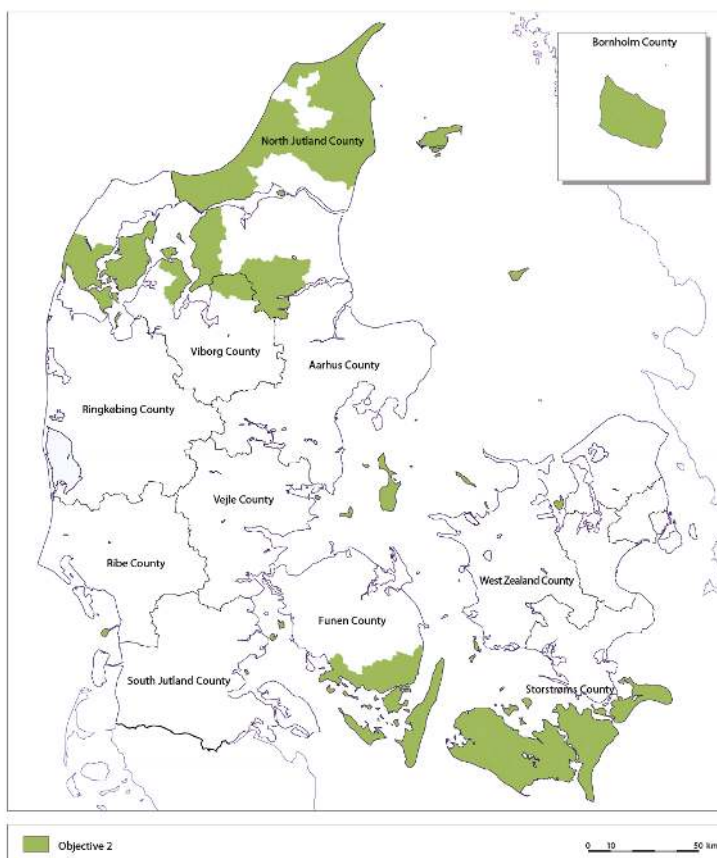 Bornholm County
North Jutland County
Viborg County
Aarhus County
Ringkøbing County
Vejle County
Ribe County
West Zealand County
Funen County
South Jutland County
Storstrøms County
Objective 2
0 10 50 km